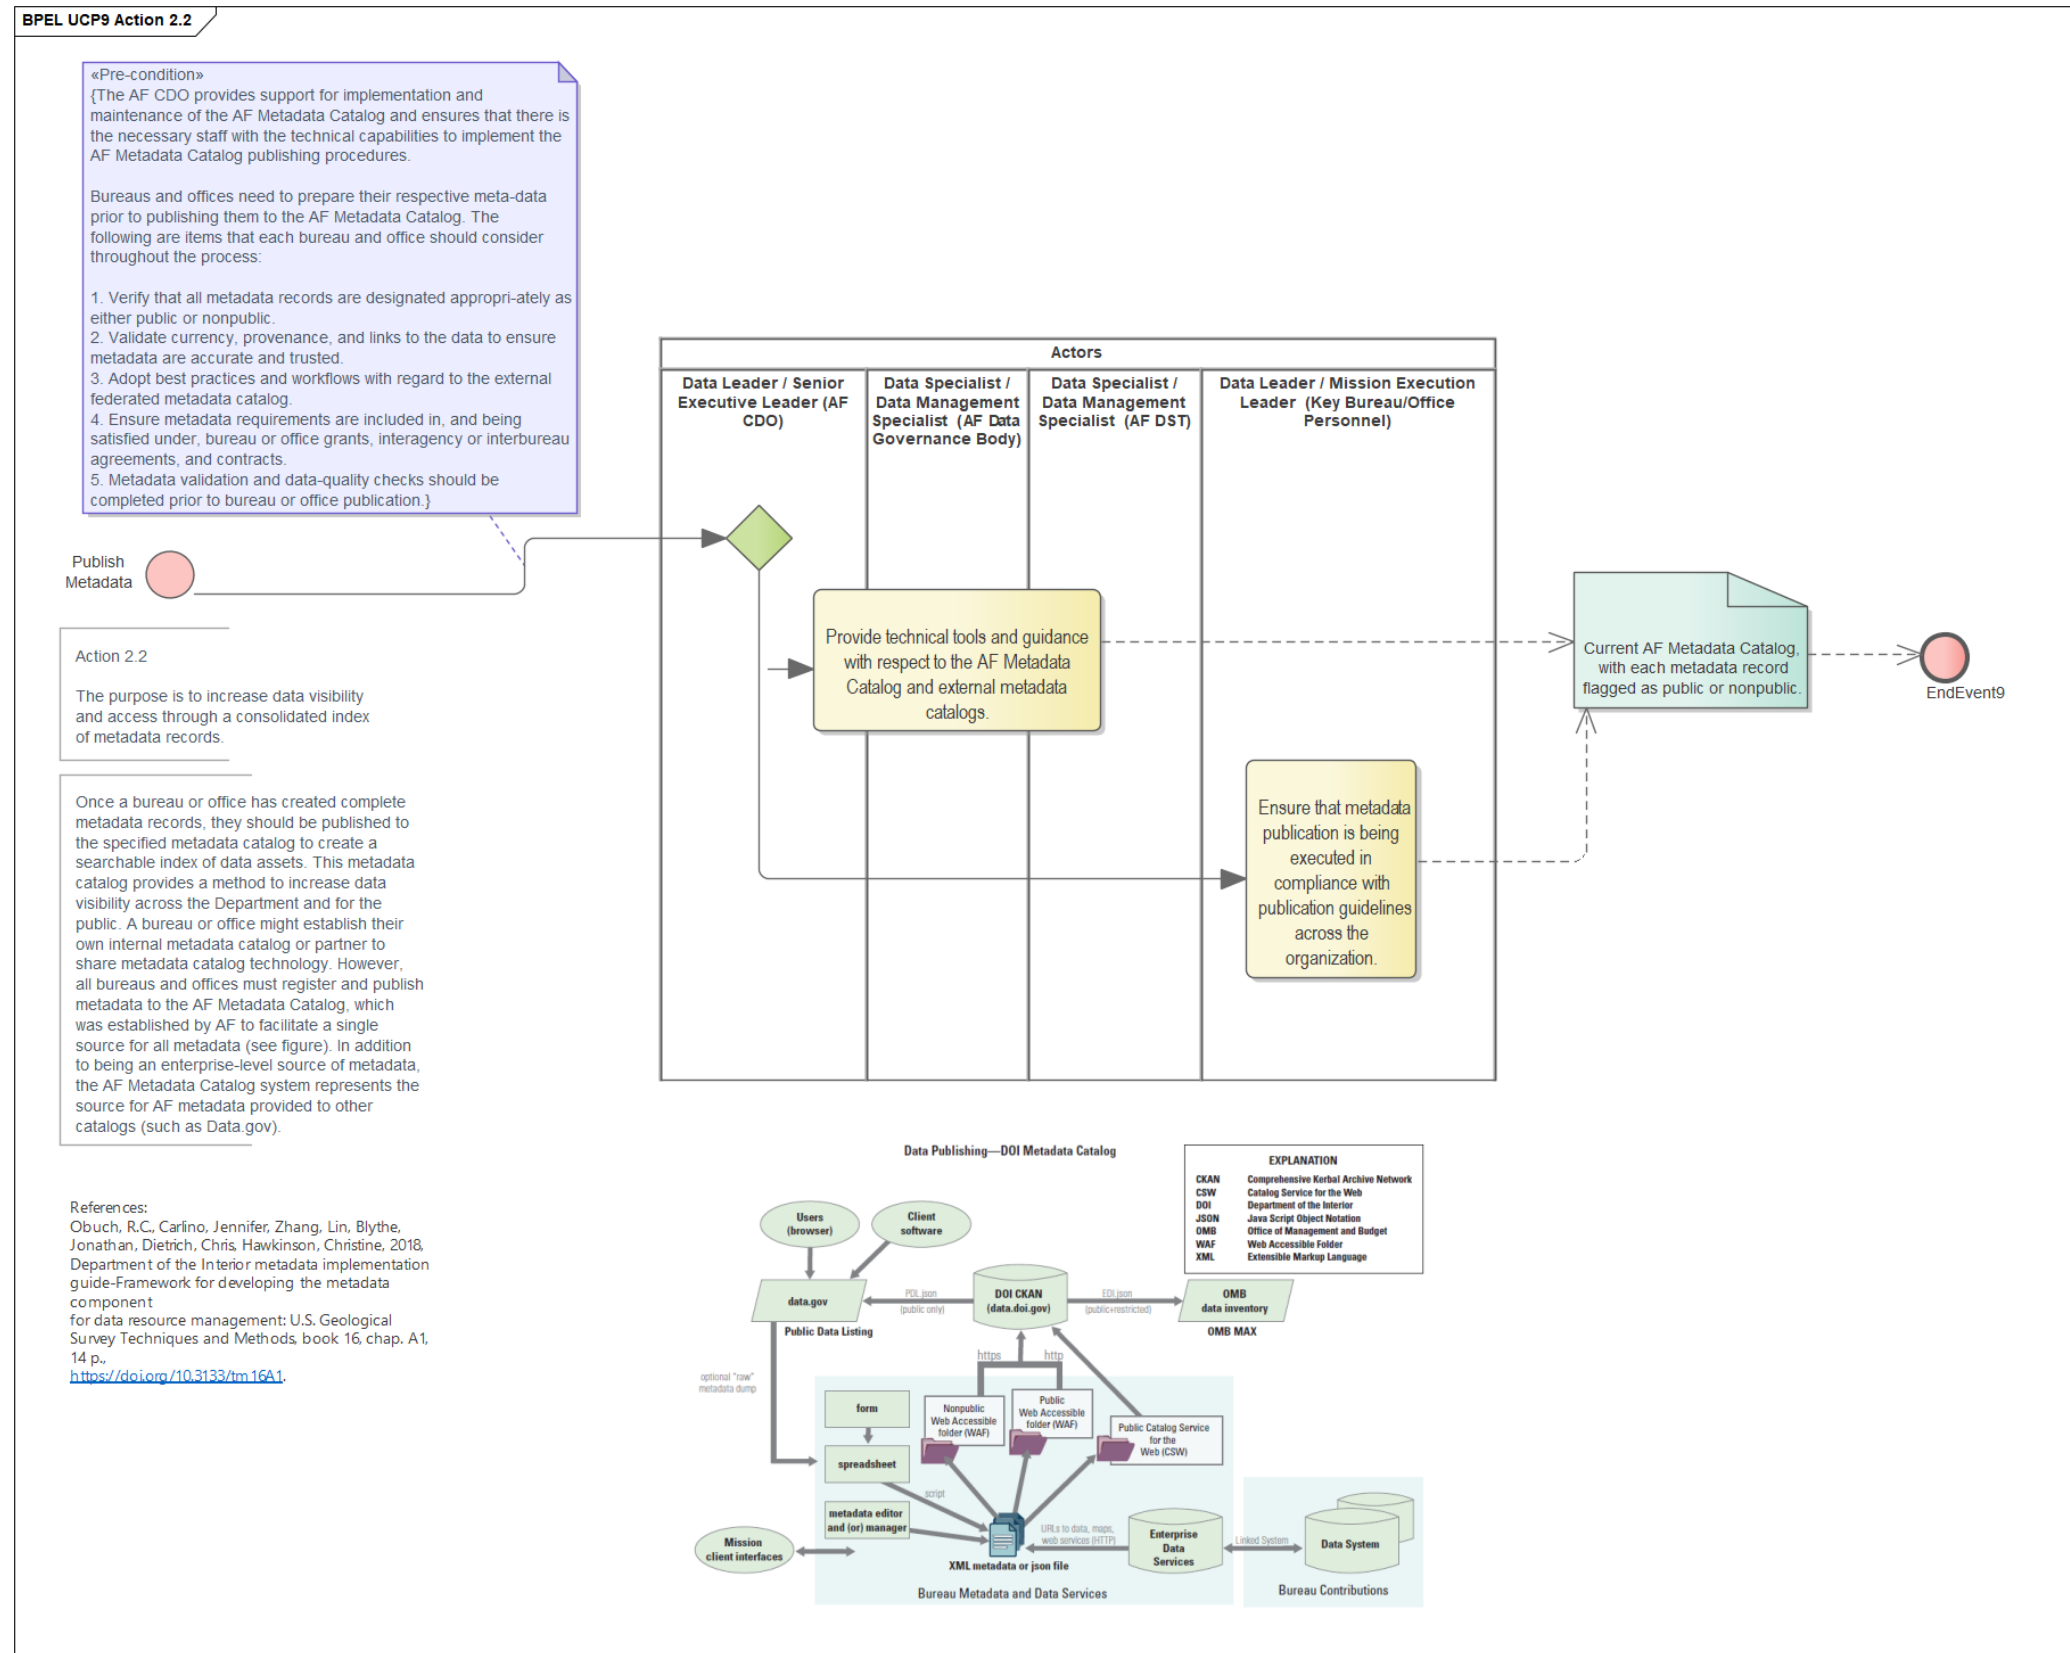 BPEL UCP9 Action 2.2
«Pre-condition»
{The AF CDO provides support for implementation and
maintenance of the AF Metadata Catalog and ensures that there is
the necessary staff with the technical capabilities to implement the
AF Metadata Catalog publishing procedures.
Bureaus and offices need to prepare their respective meta-data
prior to publishing them to the AF Metadata Catalog. The
following are items that each bureau and office should consider
throughout the process:
1. Verify that all metadata records are designated appropri-ately as
either public or nonpublic.
2. Validate currency, provenance, and links to the data to ensure
metadata are accurate and trusted.
3. Adopt best practices and workflows with regard to the external
federated metadata catalog.
4. Ensure metadata requirements are included in, and being
satisfied under, bureau or office grants, interagency or interbureau
agreements, and contracts.
5. Metadata validation and data-quality checks should be
completed prior to bureau or office publication.}
Publish
Metadata
Action 2.2
The purpose is to increase data visibility
and access through a consolidated index
of metadata records.
Once a bureau or office has created complete
metadata records, they should be published to
the specified metadata catalog to create a
searchable index of data assets. This metadata
catalog provides a method to increase data
visibility across the Department and for the
public. A bureau or office might establish their
own internal metadata catalog or partner to
share metadata catalog technology. However,
all bureaus and offices must register and publish
metadata to the AF Metadata Catalog, which
was established by AF to facilitate a single
source for all metadata (see figure). In addition
to being an enterprise-level source of metadata,
the AF Metadata Catalog system represents the
source for AF metadata provided to other
catalogs (such as Data.gov).
References:
Obuch, R.C., Carlino, Jennifer, Zhang, Lin, Blythe,
Jonathan, Dietrich, Chris, Hawkinson, Christine, 2018,
Department of the Interior metadata implementation
guide-Framework for developing the metadata
component
for data resource management: U.S. Geological
Survey Techniques and Methods, book 16, chap. A1,
14 p.,
https://doi.org/10.3133/tm16A1.
Actors
Data Leader / Senior
Executive Leader (AF
CDO)
Data Specialist /
Data Management
Specialist (AF Data
Governance Body)
Data Specialist /
Data Management
Specialist (AF DST)
Data Leader / Mission Execution
Leader (Key Bureau/Office
Personnel)
Provide technical tools and guidance
with respect to the AF Metadata
Catalog and external metadata
catalogs.
Ensure that metadata
publication is being
executed in
compliance with
publication guidelines
across the
organization.
Current AF Metadata Catalog,
with each metadata record
flagged as public or nonpublic.
EndEvent9
Data Publishing—DOI Metadata Catalog
EXPLANATION
CKAN Comprehensive Kerbal Archive Network
CSW Catalog Service for the Web
DOI Department of the Interior
JSON Java Script Object Notation
OMB Office of Management and Budget
WAF Web Accessible Folder
XML Extensible Markup Language
Users
(browser)
Client
software
data.gov
Public Data Listing
PDL.json
(public only)
DOI CKAN
(data.doi.gov)
EDI.json
(public+restricted)
OMB
data inventory
OMB MAX
https
http
optional "raw"
metadata dump
form
spreadsheet
script
metadata editor
and (or) manager
Mission
client interfaces
Nonpublic
Web Accessible
folder (WAF)
Public
Web Accessible
folder (WAF)
Public Catalog Service
for the
Web (CSW)
XML metadata or json file
URLs to data, maps,
web services (HTTP)
Enterprise
Data
Services
Linked System
Data System
Bureau Metadata and Data Services
Bureau Contributions